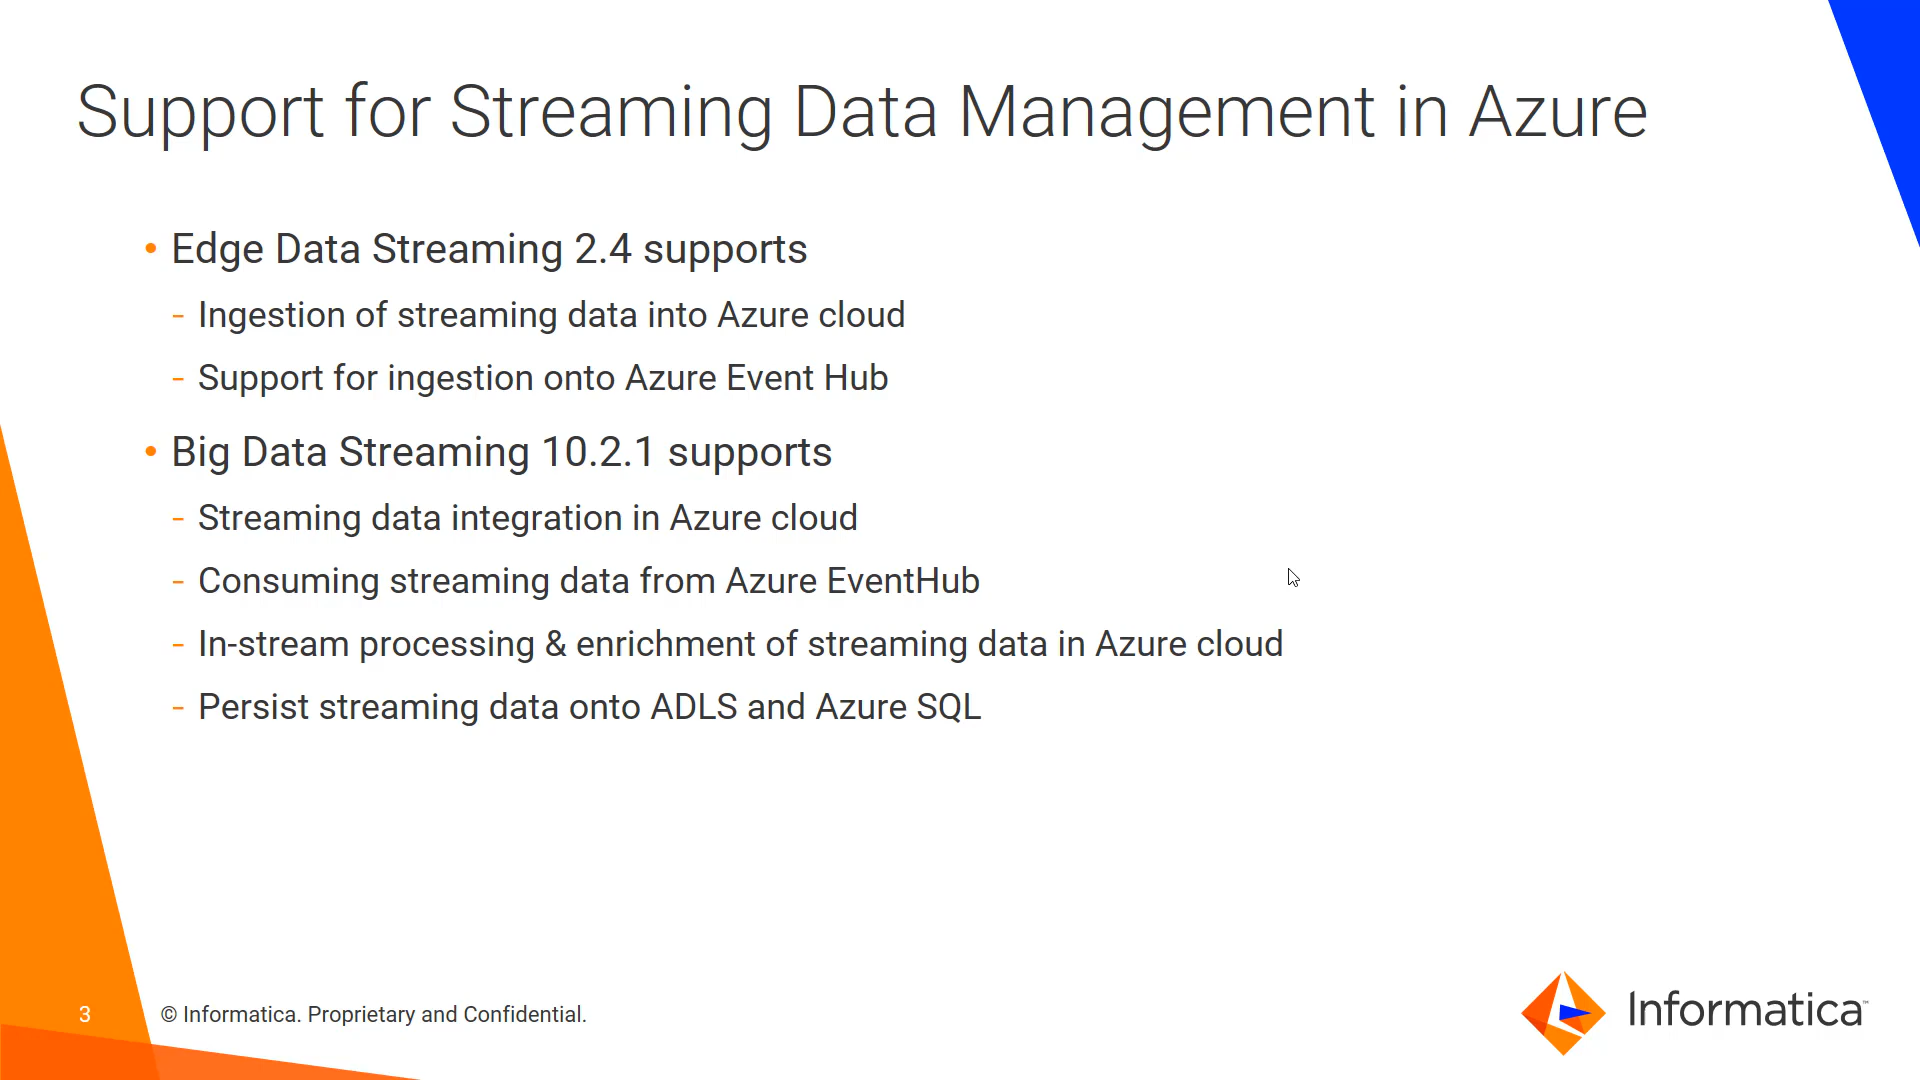 Support for Streaming Data Management in Azure
• Edge Data Streaming 2.4 supports
- Ingestion of streaming data into Azure cloud
- Support for ingestion onto Azure Event Hub
• Big Data Streaming 10.2.1 supports
- Streaming data integration in Azure cloud
- Consuming streaming data from Azure EventHub
- In-stream processing & enrichment of streaming data in Azure cloud
- Persist streaming data onto ADLS and Azure SQL
3
© Informatica. Proprietary and Confidential.
Informatica™